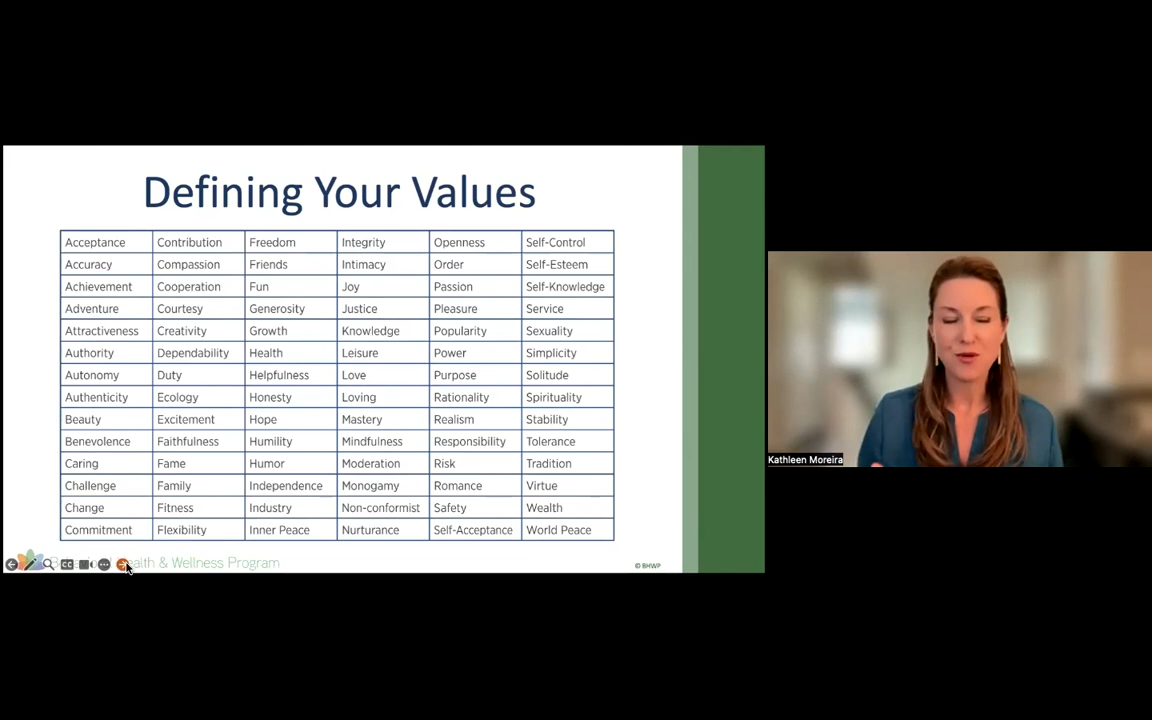 Defining Your Values
Acceptance Contribution Freedom Integrity Openness Self-Control
Accuracy Compassion Friends Intimacy Order Self-Esteem
Achievement Cooperation Fun Joy Passion Self-Knowledge
Adventure Courtesy Generosity Justice Pleasure Service
Attractiveness Creativity Growth Knowledge Popularity Sexuality
Authority Dependability Health Leisure Power Simplicity
Autonomy Duty Helpfulness Love Purpose Solitude
Authenticity Ecology Honesty Loving Rationality Spirituality
Beauty Excitement Hope Mastery Realism Stability
Benevolence Faithfulness Humility Mindfulness Responsibility Tolerance
Caring Fame Humor Moderation Risk Tradition
Challenge Family Independence Monogamy Romance Virtue
Change Fitness Industry Non-conformist Safety Wealth
Commitment Flexibility Inner Peace Nurturance Self-Acceptance World Peace
CC
& Wellness Program
© BHWP
Kathleen Moreira